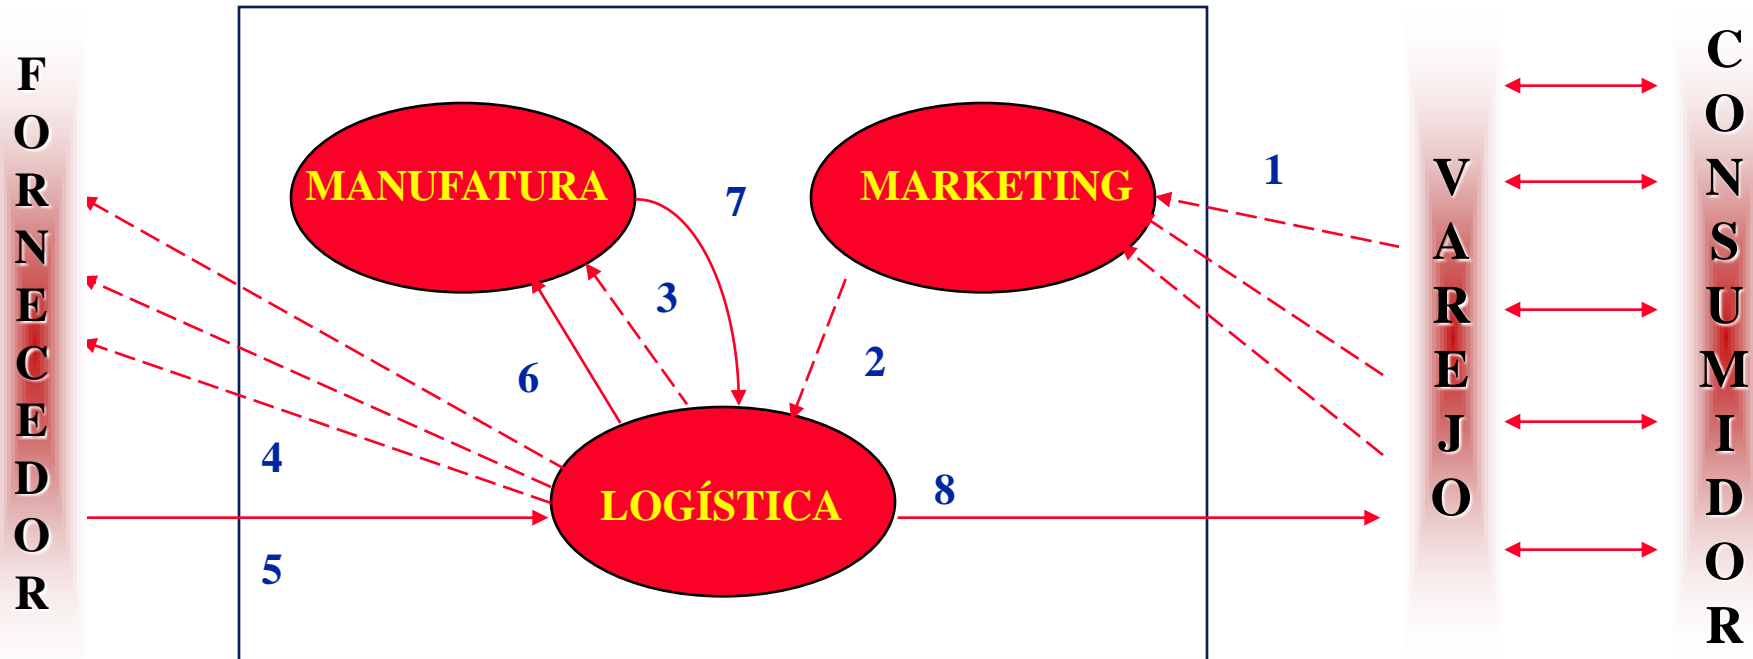 FORNECEDOR
MANUFATURA
MARKETING
LOGÍSTICA
1
2
3
4
5
6
7
8
VAREJO
CONSUMIDOR